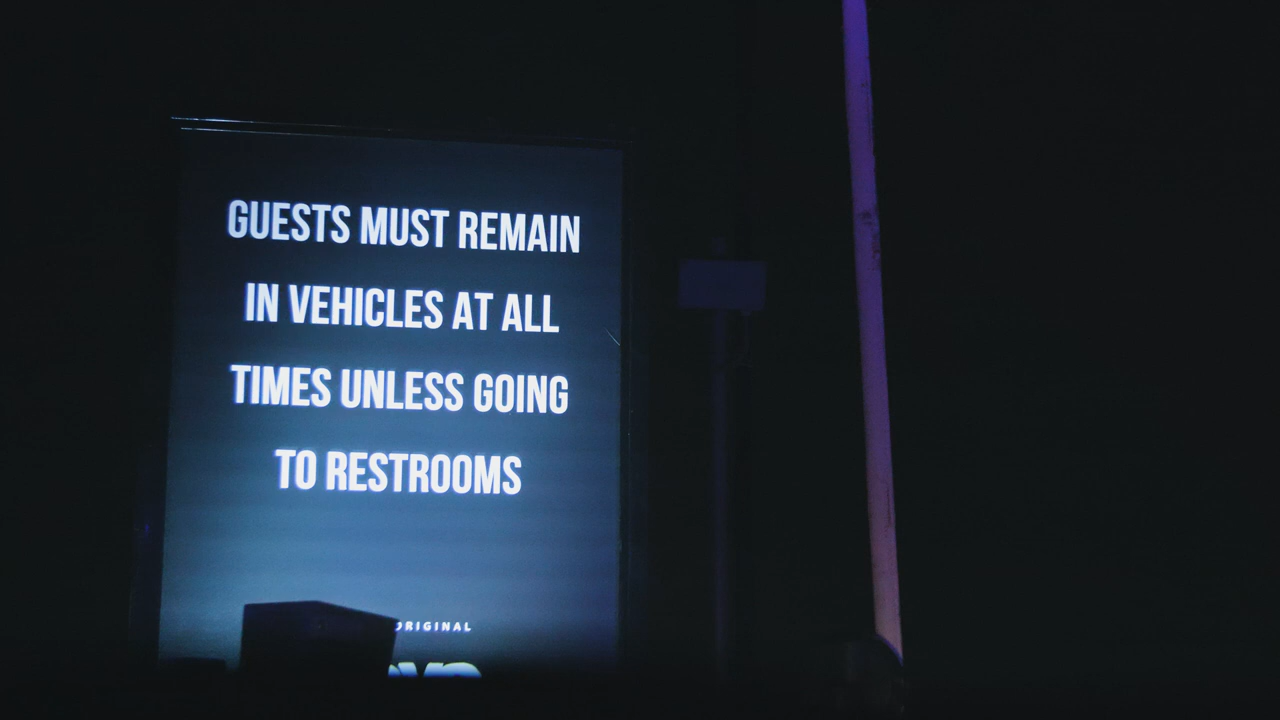 GUESTS MUST REMAIN
IN VEHICLES AT ALL
TIMES UNLESS GOING
TO RESTROOMS
ORIGINAL